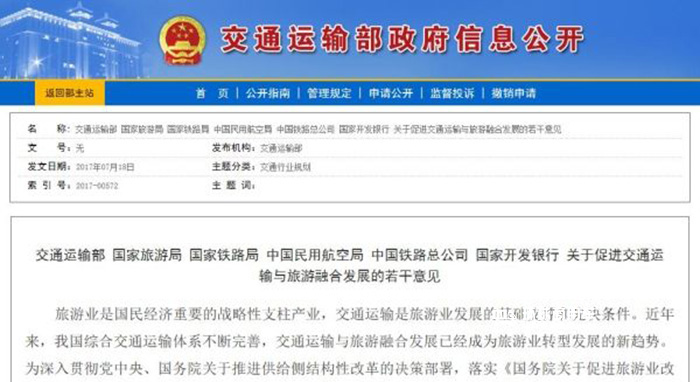 交通运输部政府信息公开
返回部主站 首 页 | 公开指南 | 管理规定 | 申请公开 | 监督投诉 | 撤销申请
名 称： 交通运输部 国家旅游局 国家铁路局 中国民用航空局 中国铁路总公司 国家开发银行 关于促进交通运输与旅游融合发展的若干意见
文 号： 无 发布机构： 交通运输部
发文日期： 2017年07月18日 主题分类： 交通行业规划
索 引 号： 2017-00572 主 题 词：
交通运输部 国家旅游局 国家铁路局 中国民用航空局 中国铁路总公司 国家开发银行 关于促进交通运
输与旅游融合发展的若干意见
旅游业是国民经济重要的战略性支柱产业，交通运输是旅游业发展的 条件。近年
来，我国综合交通运输体系不断完善，交通运输与旅游融合发展已经成为旅游业转型发展的新趋势。
为深入贯彻党中央、国务院关于推进供给侧结构性改革的决策部署，落实《国务院关于促进旅游业改